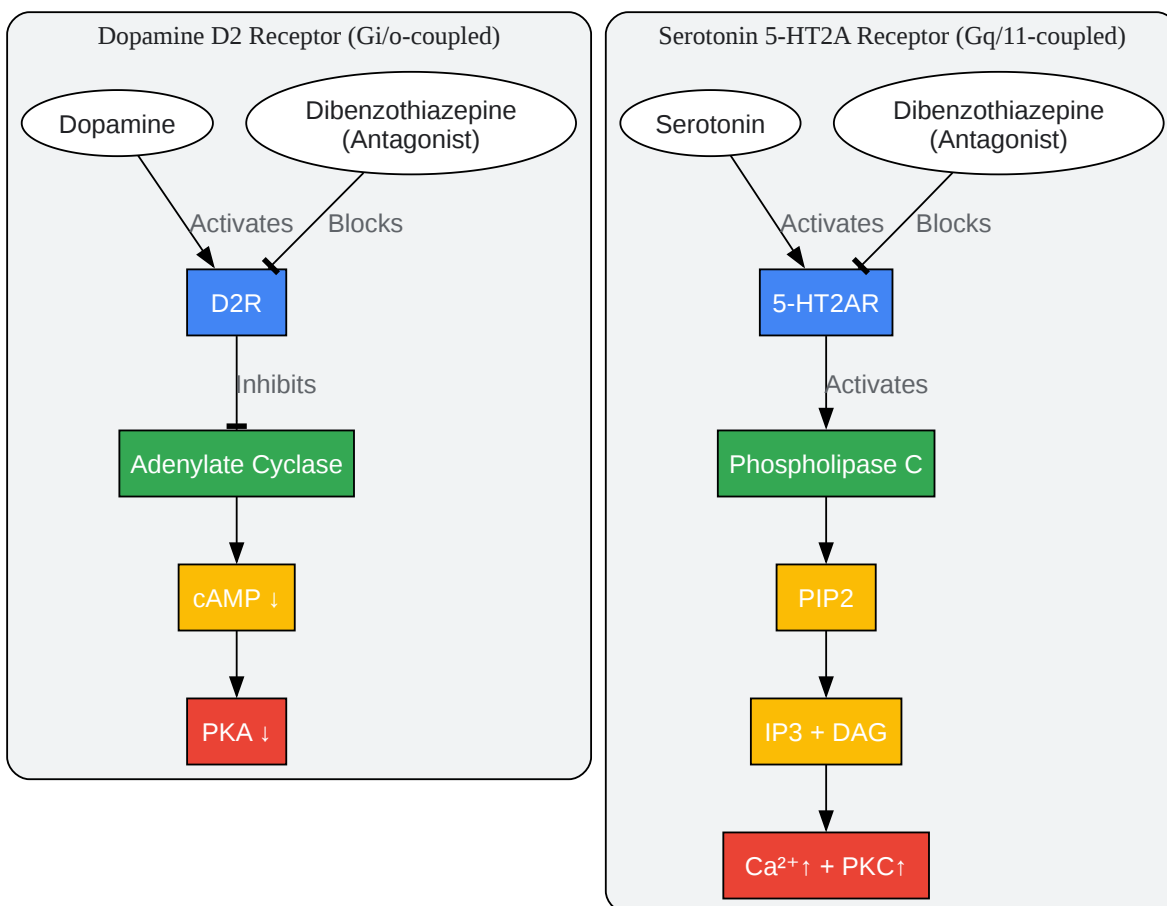 Dopamine D2 Receptor (Gi/o-coupled)
Dopamine
Dibenzothiazepine
(Antagonist)
Activates
Blocks
D2R
Inhibits
Adenylate Cyclase
cAMP ↓
PKA ↓
Serotonin 5-HT2A Receptor (Gq/11-coupled)
Serotonin
Dibenzothiazepine
(Antagonist)
Activates
Blocks
5-HT2AR
Activates
Phospholipase C
PIP2
IP3 + DAG
Ca²⁺↑ + PKC↑